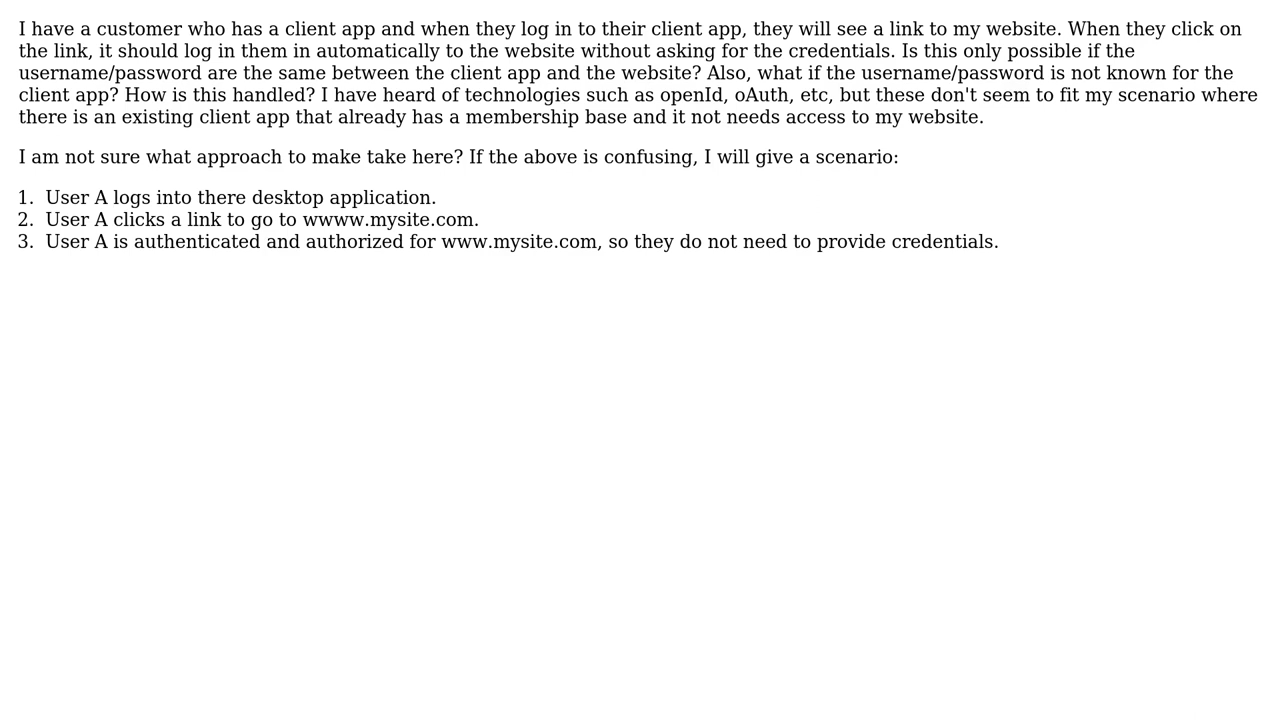 I have a customer who has a client app and when they log in to their client app, they will see a link to my website. When they click on
the link, it should log in them in automatically to the website without asking for the credentials. Is this only possible if the
username/password are the same between the client app and the website? Also, what if the username/password is not known for the
client app? How is this handled? I have heard of technologies such as openId, oAuth, etc, but these don't seem to fit my scenario where
there is an existing client app that already has a membership base and it not needs access to my website.
I am not sure what approach to make take here? If the above is confusing, I will give a scenario:
1. User A logs into there desktop application.
2. User A clicks a link to go to wwww.mysite.com.
3. User A is authenticated and authorized for www.mysite.com, so they do not need to provide credentials.